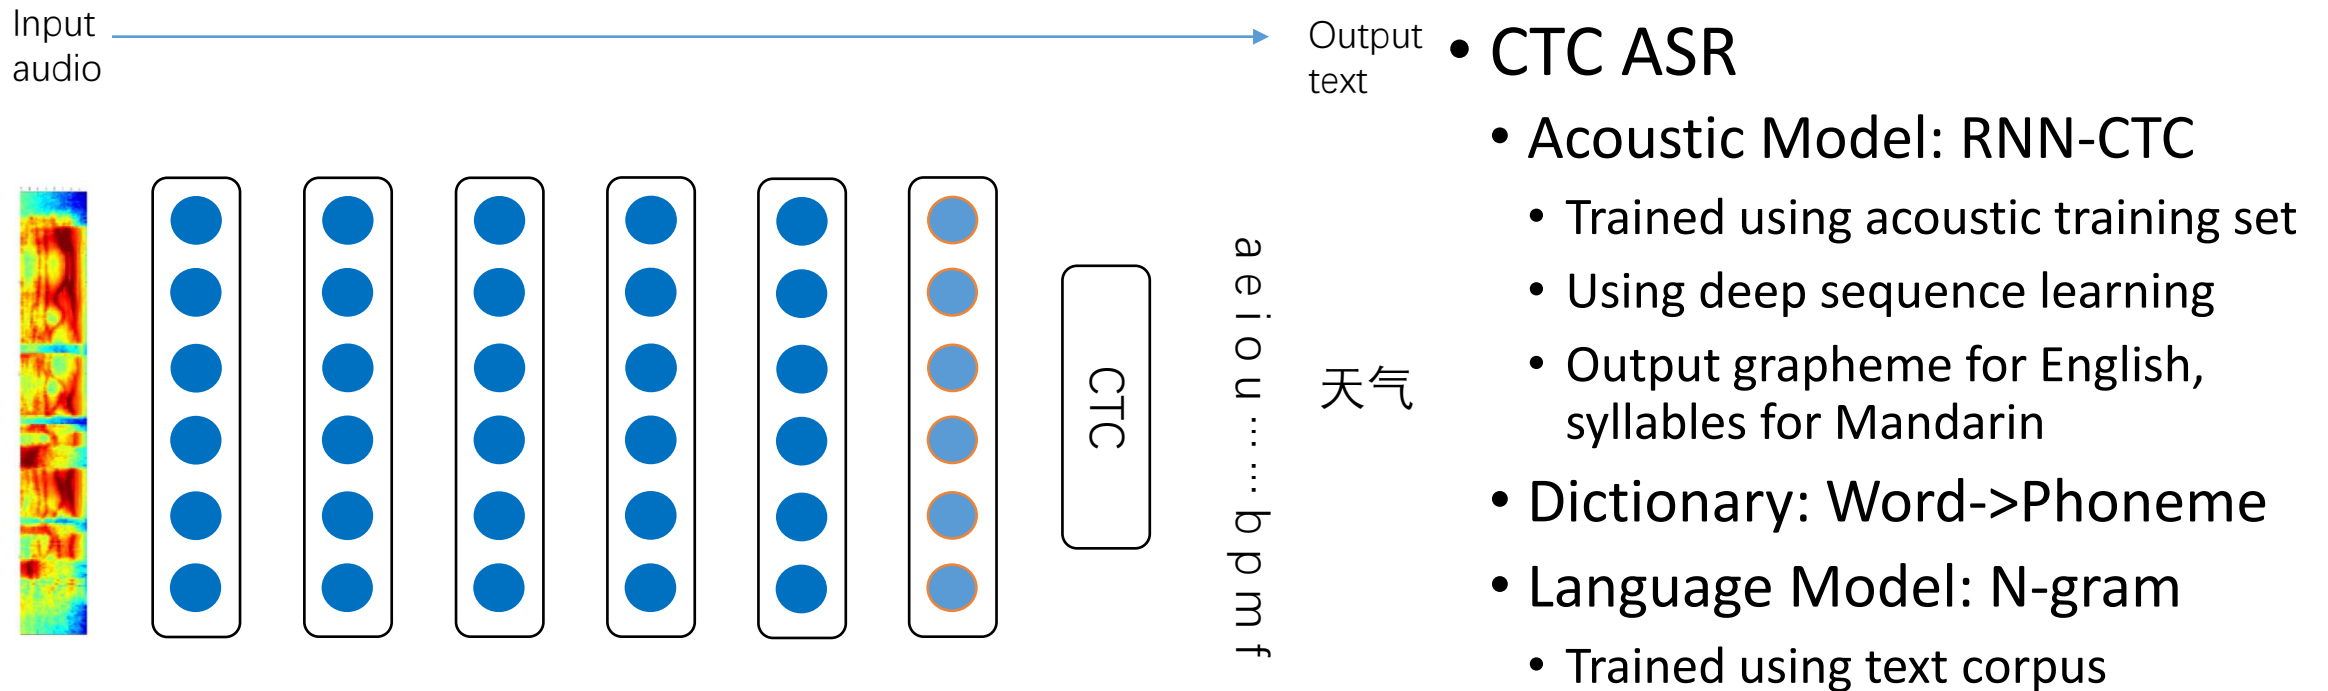 Input
audio
Output
text
CTC
a e i o u …… b p m f
天气
• CTC ASR
• Acoustic Model: RNN-CTC
• Trained using acoustic training set
• Using deep sequence learning
• Output grapheme for English,
syllables for Mandarin
• Dictionary: Word->Phoneme
• Language Model: N-gram
• Trained using text corpus